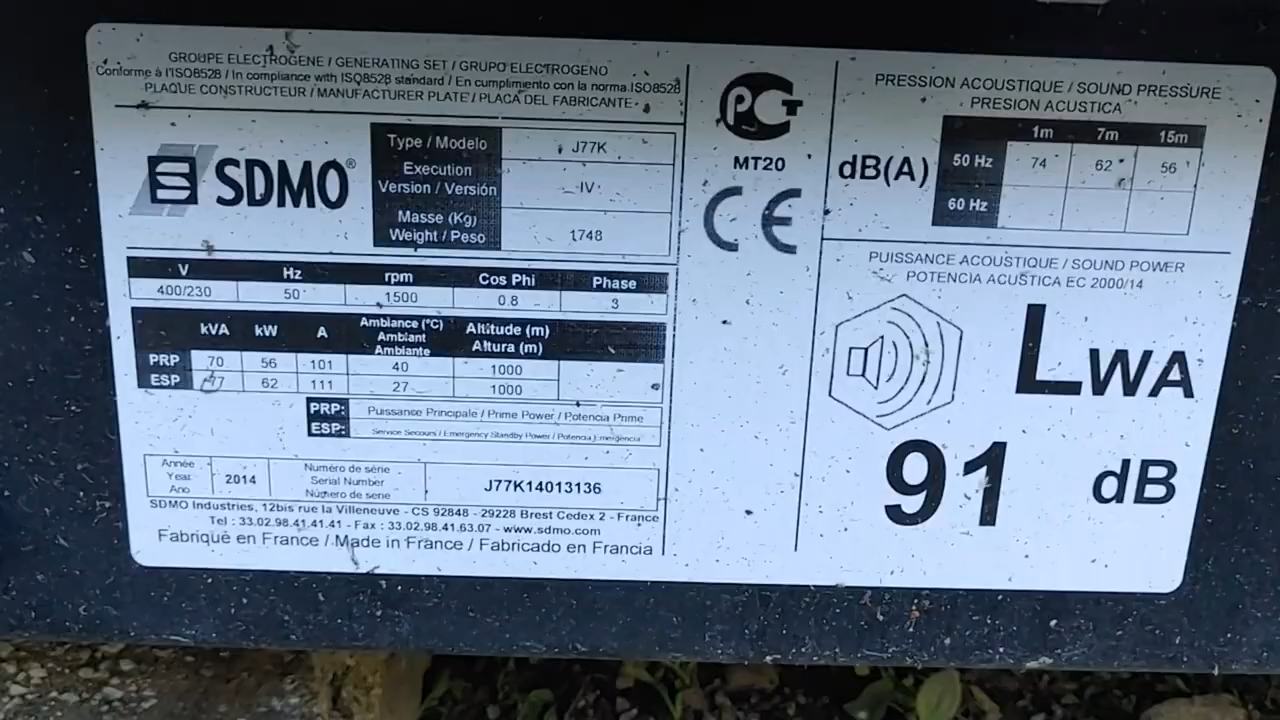 GROUPE ELECTROGENE / GENERATING SET / GRUPO ELECTROGENO
Conforme à l'ISO8528 / In compliance with ISO8528 standard / En cumplimiento con la norma ISO8528
PLAQUE CONSTRUCTEUR / MANUFACTURER PLATE / PLACA DEL FABRICANTE
SDMO®
Type / Modelo J77K
Execution
Version / Versión IV
Masse (Kg)
Weight / Peso 1748
V Hz rpm Cos Phi Phase
400/230 50 1500 0.8 3
kVA kW A Ambiance (°C) Ambiant Ambiante Altitude (m) Altura (m)
PRP 70 56 101 40 1000
ESP 77 62 111 27 1000
PRP: Puissance Principale / Prime Power / Potencia Prime
ESP: Service Secours / Emergency Standby Power / Potencia Emergencia
Année
Year
Ano
2014
Numéro de série
Serial Number
Número de serie
J77K14013136
SDMO Industries, 12bis rue la Villeneuve - CS 92848 - 29228 Brest Cedex 2 - France
Tel : 33.02.98.41.41.41 - Fax : 33.02.98.41.63.07 - www.sdmo.com
Fabriqué en France / Made in France / Fabricado en Francia
PCT
MT20
CE
PRESSION ACOUSTIQUE / SOUND PRESSURE
PRESION ACUSTICA
1m 7m 15m
dB(A)
50 Hz 74 62 56
60 Hz
PUISSANCE ACOUSTIQUE / SOUND POWER
POTENCIA ACUSTICA EC 2000/14
LWA
91 dB